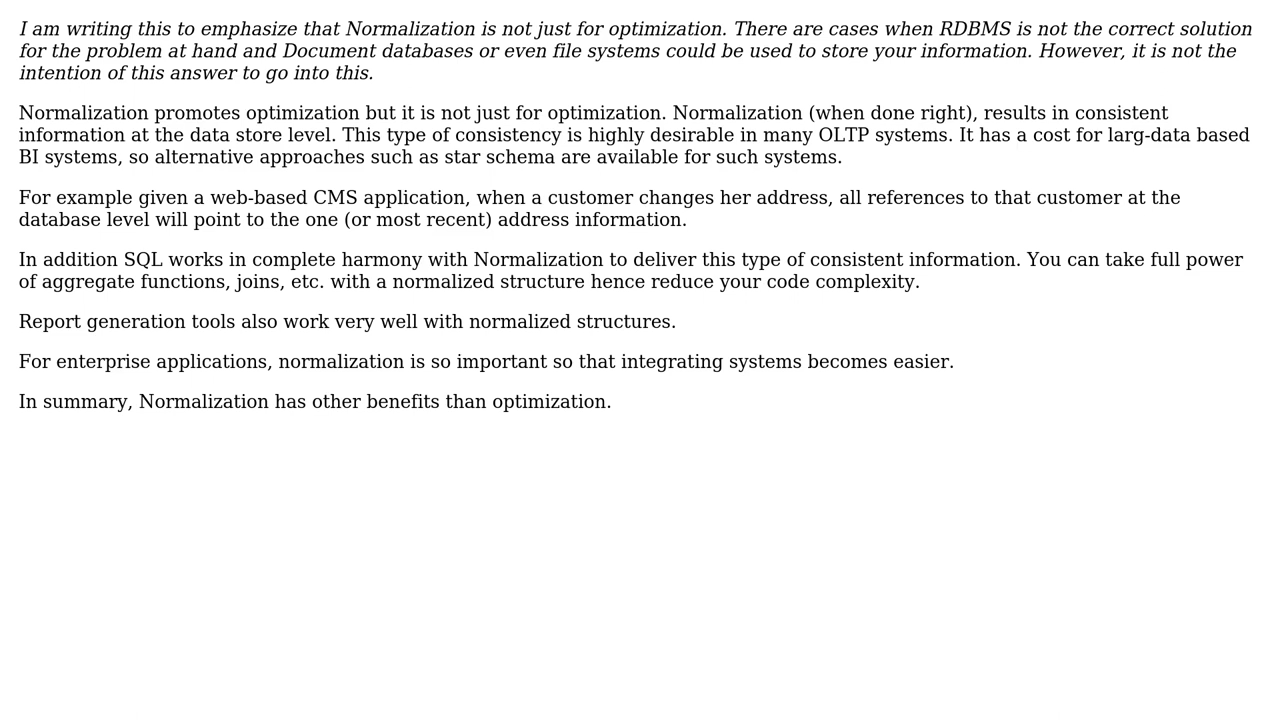 I am writing this to emphasize that Normalization is not just for optimization. There are cases when RDBMS is not the correct solution
for the problem at hand and Document databases or even file systems could be used to store your information. However, it is not the
intention of this answer to go into this.
Normalization promotes optimization but it is not just for optimization. Normalization (when done right), results in consistent
information at the data store level. This type of consistency is highly desirable in many OLTP systems. It has a cost for larg-data based
BI systems, so alternative approaches such as star schema are available for such systems.
For example given a web-based CMS application, when a customer changes her address, all references to that customer at the
database level will point to the one (or most recent) address information.
In addition SQL works in complete harmony with Normalization to deliver this type of consistent information. You can take full power
of aggregate functions, joins, etc. with a normalized structure hence reduce your code complexity.
Report generation tools also work very well with normalized structures.
For enterprise applications, normalization is so important so that integrating systems becomes easier.
In summary, Normalization has other benefits than optimization.